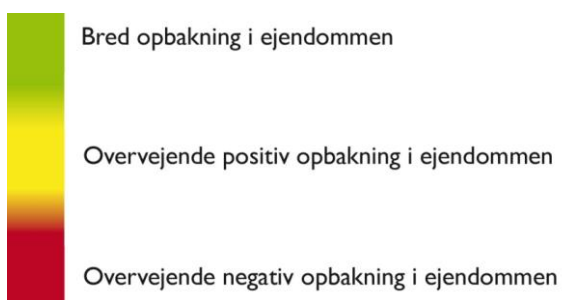 Bred opbakning i ejendommen
Overvejende positiv opbakning i ejendommen
Overvejende negativ opbakning i ejendommen